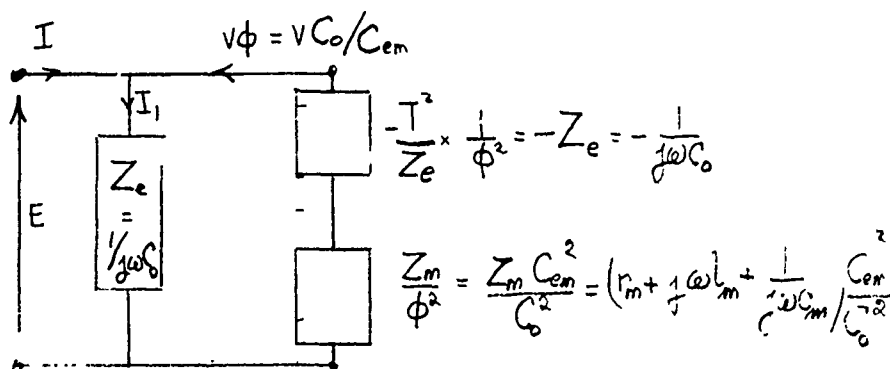 I
vφ = vC₀/Cₑₘ
I₁
-T²/Zₑ × 1/φ² = -Zₑ = -1/jωC₀
Zₑ
=
1/jωC₀
E
Zₘ/φ² = ZₘCₑₘ²/C₀² = (rₘ + jωlₘ + 1/jωCₘ) Cₑₘ²/C₀²